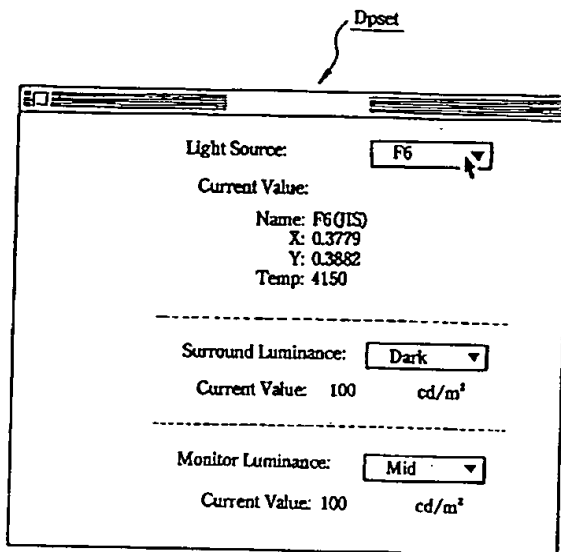 Dpset
Light Source: F6
Current Value:
Name: F6(JIS)
X: 0.3779
Y: 0.3882
Temp: 4150
Surround Luminance: Dark
Current Value: 100 cd/m²
Monitor Luminance: Mid
Current Value: 100 cd/m²